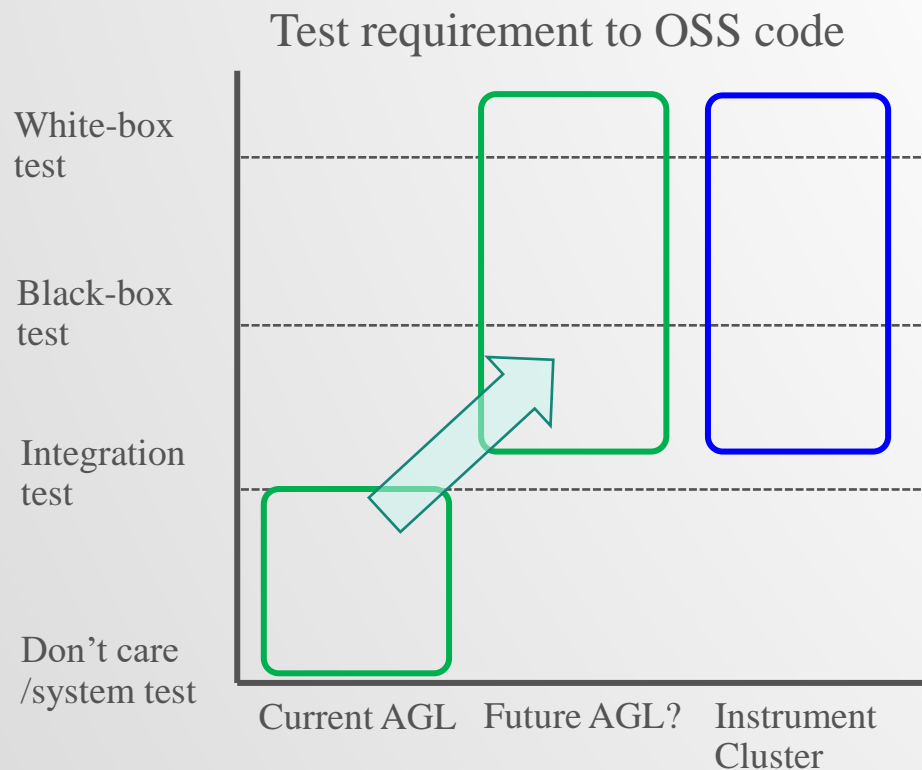 Test requirement to OSS code
White-box
test
Black-box
test
Integration
test
Don’t care
/system test
Current AGL
Future AGL?
Instrument
Cluster